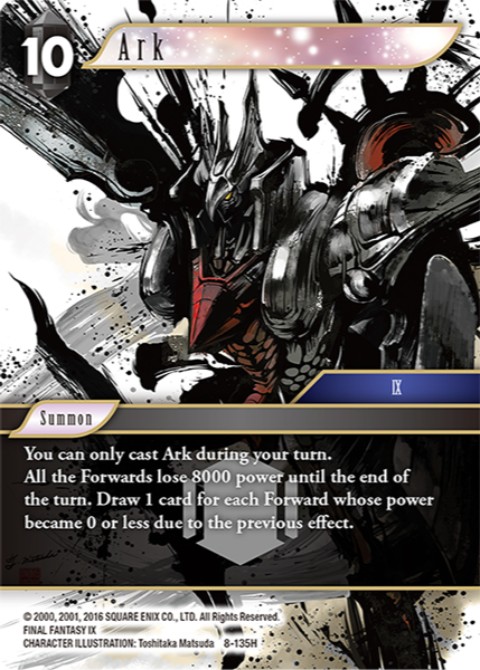 10
Ark
IX
Summon
You can only cast Ark during your turn.
All the Forwards lose 8000 power until the end of
the turn. Draw 1 card for each Forward whose power
became 0 or less due to the previous effect.
© 2000, 2001, 2016 SQUARE ENIX CO., LTD. All Rights Reserved.
FINAL FANTASY IX
CHARACTER ILLUSTRATION: Toshitaka Matsuda 8-135H